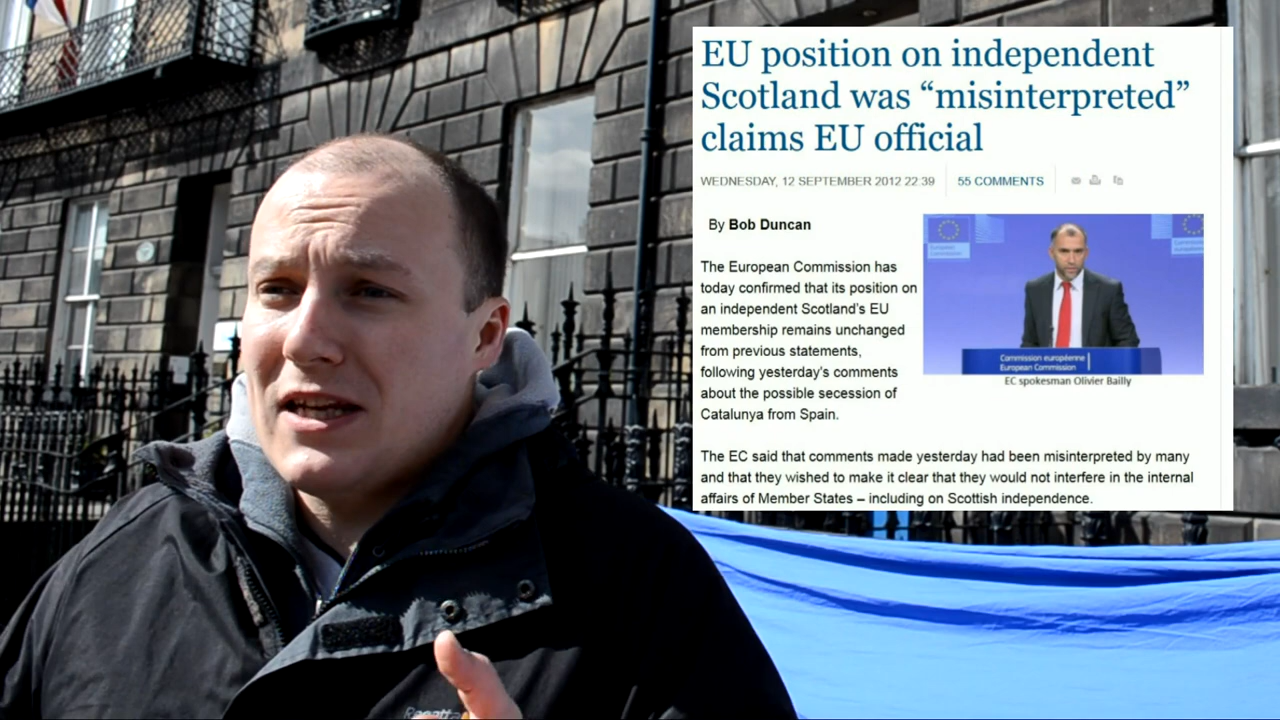 EU position on independent
Scotland was “misinterpreted”
claims EU official
WEDNESDAY, 12 SEPTEMBER 2012 22:39
55 COMMENTS
By Bob Duncan
The European Commission has
today confirmed that its position on
an independent Scotland’s EU
membership remains unchanged
from previous statements,
following yesterday’s comments
about the possible secession of
Catalunya from Spain.
Commission européenne
European Commission
EC spokesman Olivier Bailly
The EC said that comments made yesterday had been misinterpreted by many
and that they wished to make it clear that they would not interfere in the internal
affairs of Member States – including on Scottish independence.
Regatta